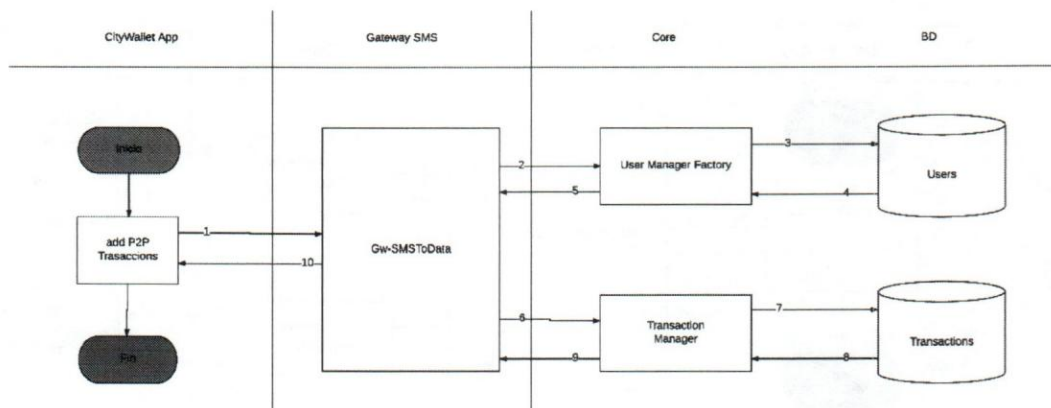 CityWallet App
Gateway SMS
Core
BD
Inicio
add P2P
Trasaccions
Fin
1
10
Gw-SMSToData
2
5
6
9
User Manager Factory
3
4
Users
Transaction
Manager
7
8
Transactions